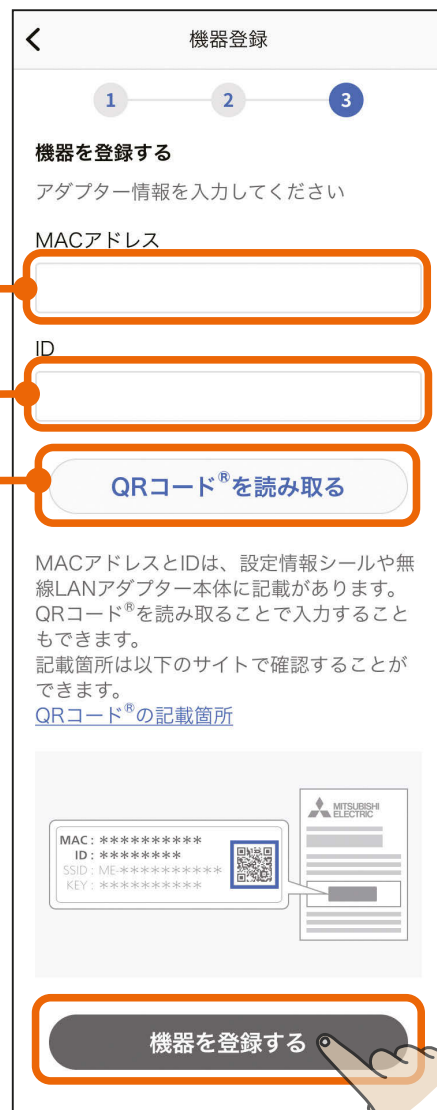 機器登録
1 2 3
機器を登録する
アダプター情報を入力してください
MACアドレス
ID
QRコード®を読み取る
MACアドレスとIDは、設定情報シールや無
線LANアダプター本体に記載があります。
QRコード®を読み取ることで入力すること
もできます。
記載箇所は以下のサイトで確認することが
できます。
QRコード®の記載箇所
MITSUBISHI
ELECTRIC
MAC : **********
ID : ********
SSID : ME-**********
KEY : **********
機器を登録する